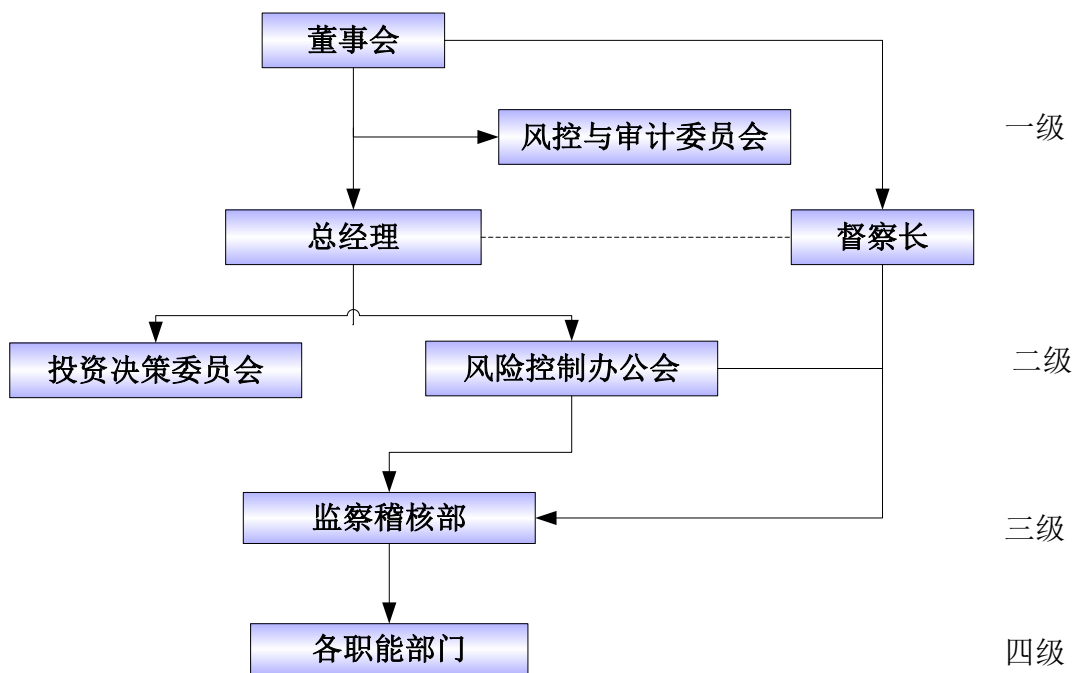 董事会
风控与审计委员会
一级
总经理
督察长
投资决策委员会
风险控制办公会
二级
监察稽核部
三级
各职能部门
四级